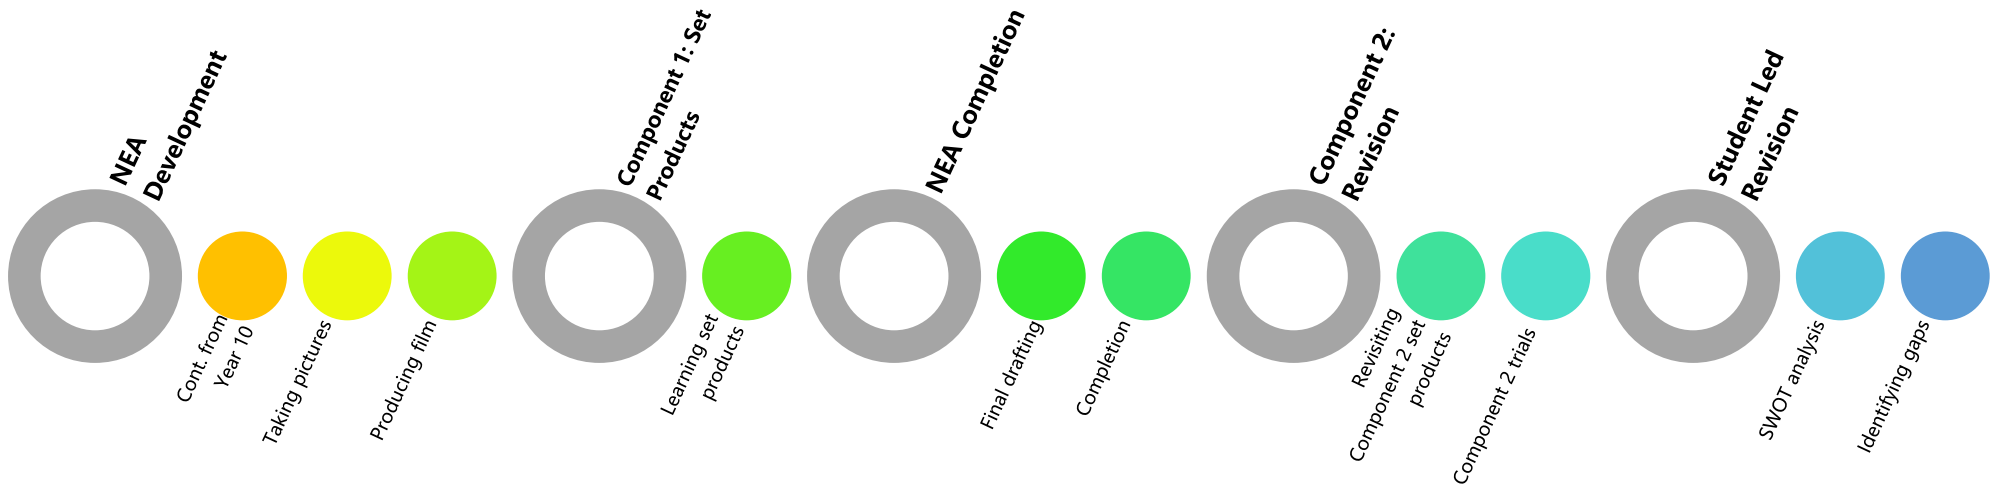 NEA
Development
Cont. from
Year 10
Taking pictures
Producing film
Component 1: Set
Products
Learning set
products
NEA Completion
Final drafting
Completion
Component 2:
Revision
Revisiting
Component 2 set
products
Component 2 trials
Student Led
Revision
SWOT analysis
Identifying gaps